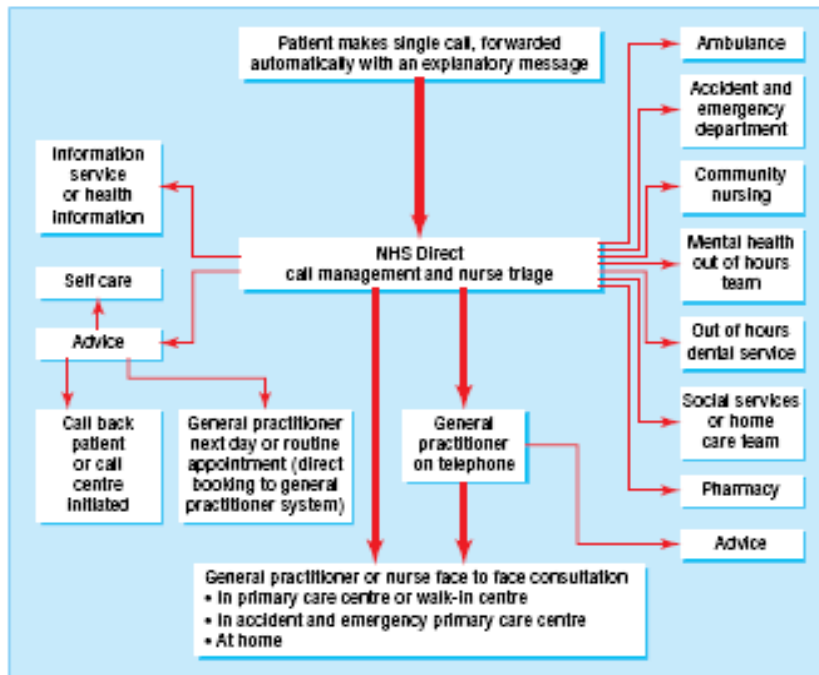 Patient makes single call, forwarded
automatically with an explanatory message
Ambulance
Accident and
emergency
department
Information
service
or health
information
Community
nursing
NHS Direct
call management and nurse triage
Mental health
out of hours
team
Self care
Advice
Out of hours
dental service
Call back
patient
or call
centre
initiated
General practitioner
next day or routine
appointment (direct
booking to general
practitioner system)
General
practitioner
on telephone
Social services
or home
care team
Pharmacy
Advice
General practitioner or nurse face to face consultation
• In primary care centre or walk-in centre
• In accident and emergency primary care centre
• At home